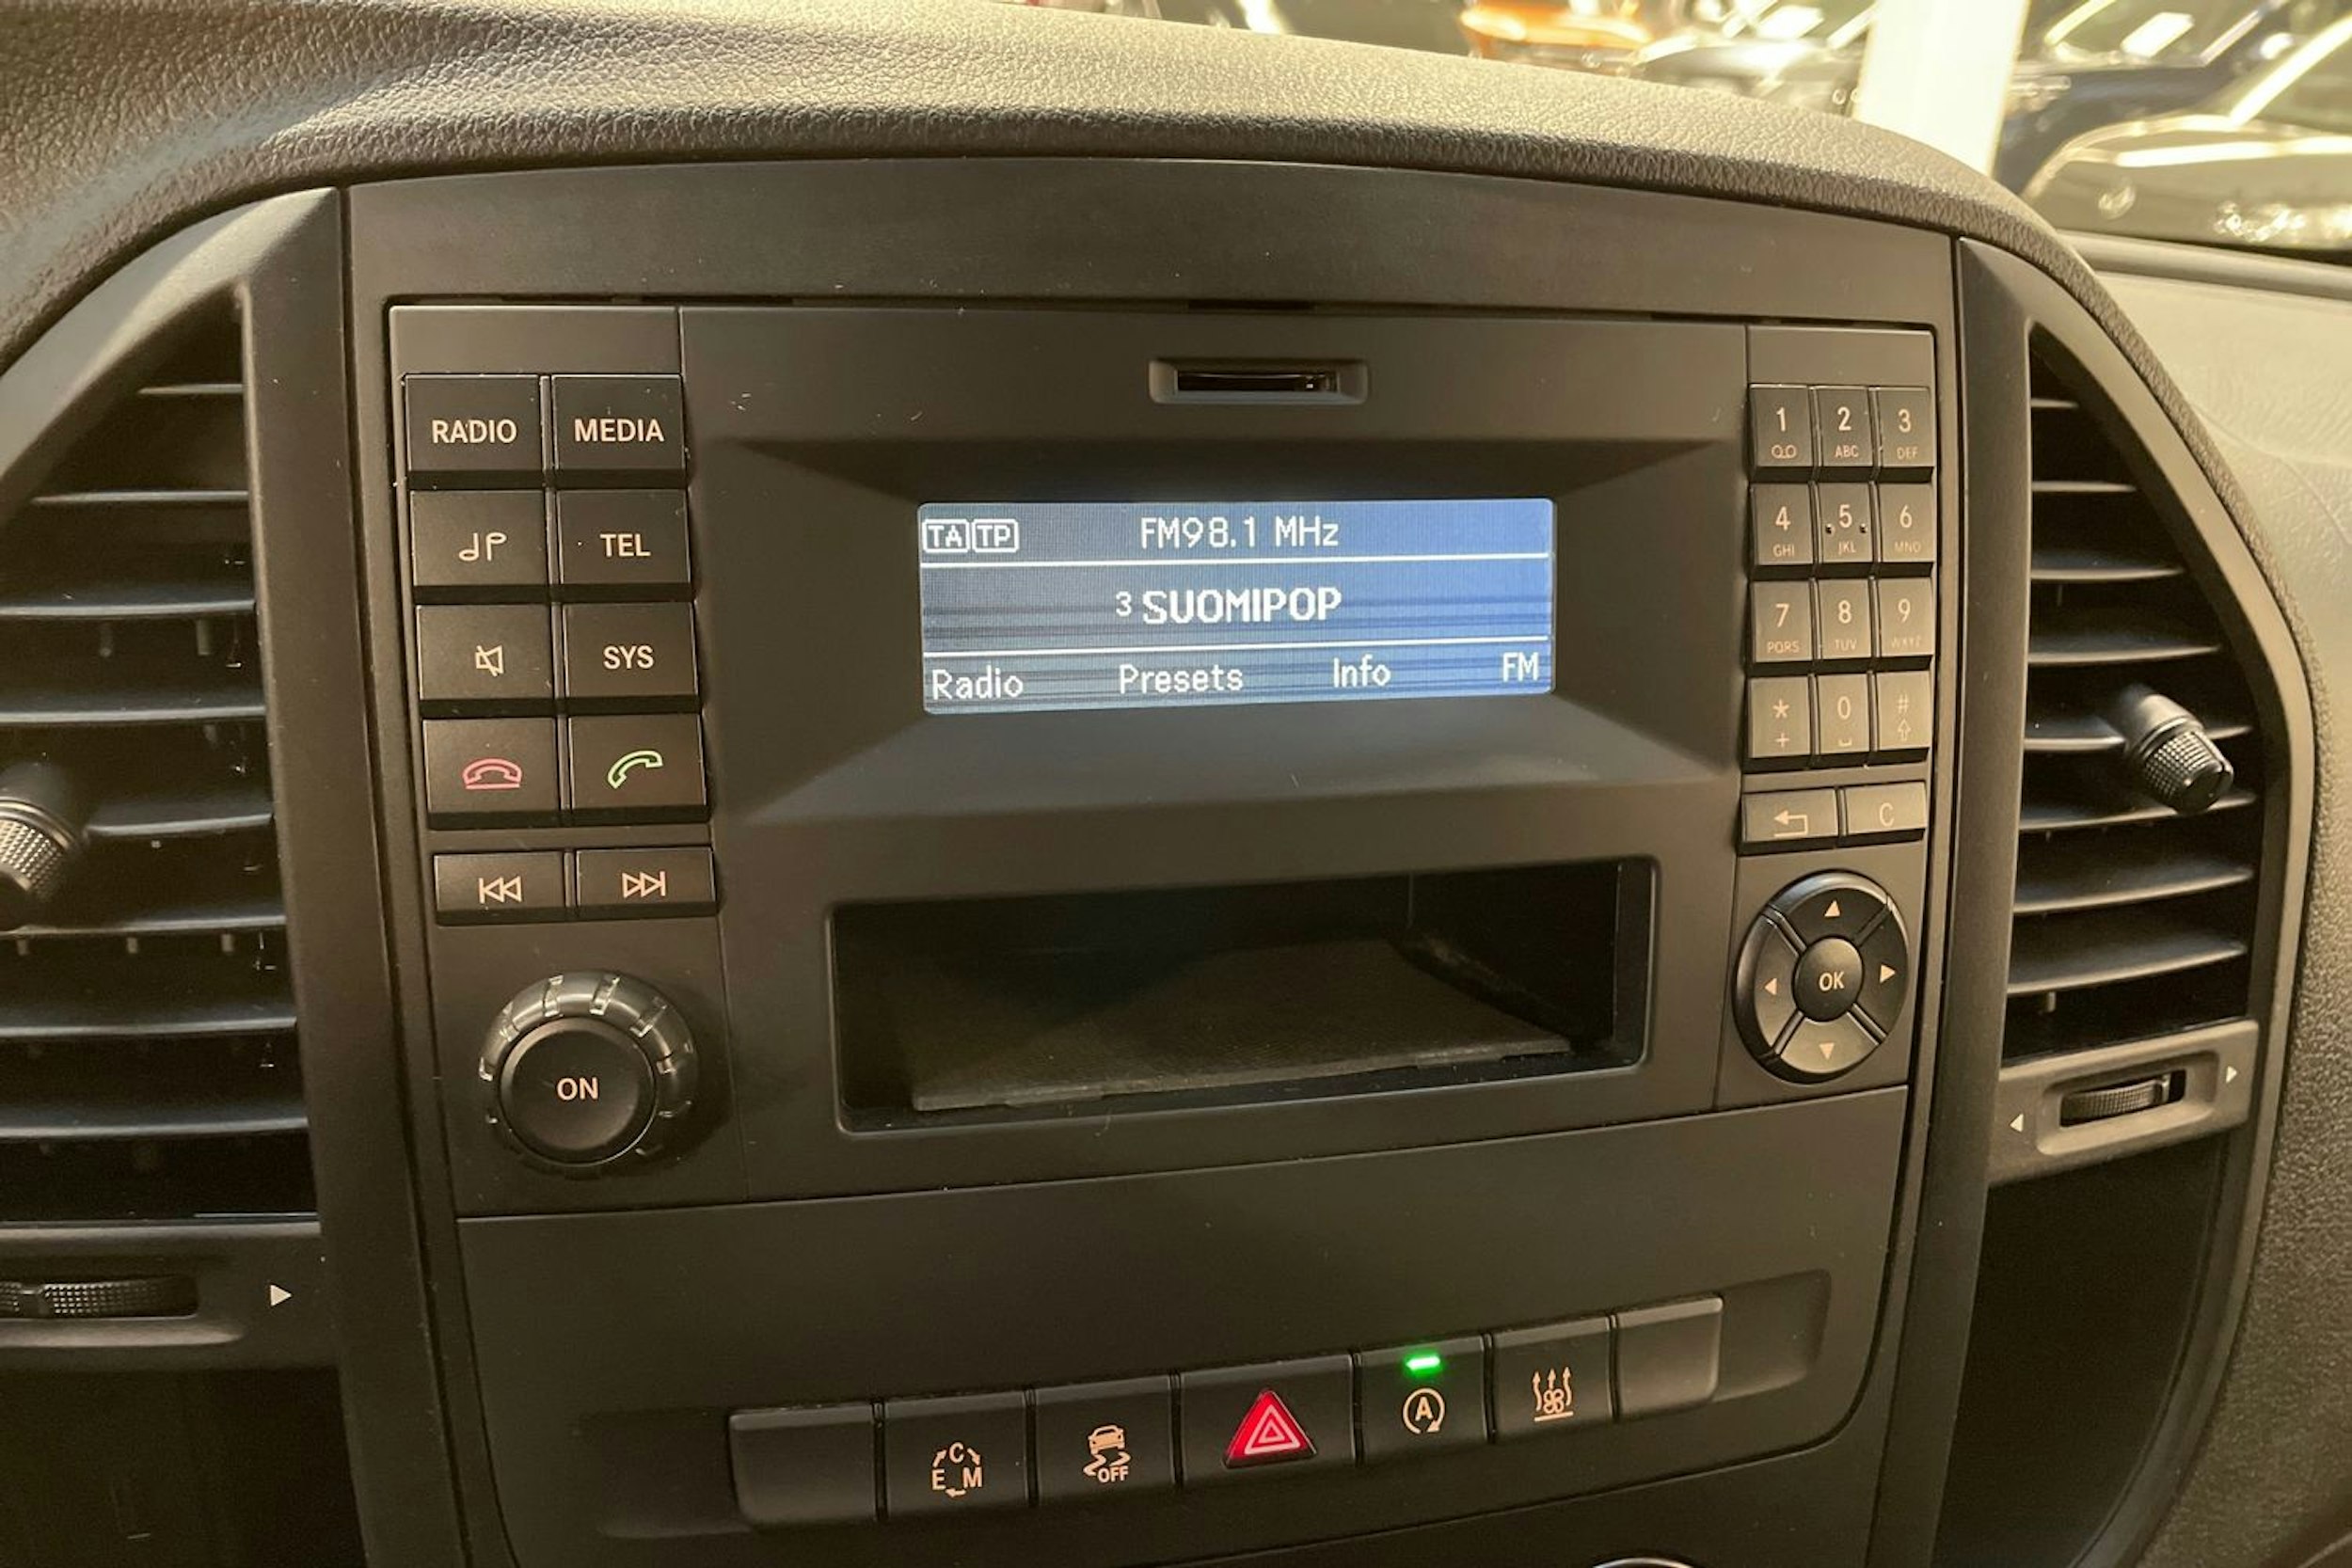 RADIO MEDIA
TEL
SYS
ON
TA TP FM98.1 MHz
3 SUOMIPOP
Radio Presets Info FM
1 2 3
ABC DEF
4 5 6
GHI JKL MNO
7 8 9
PQRS TUV WXYZ
* 0 #
+
C
OK
C
E M
OFF
A